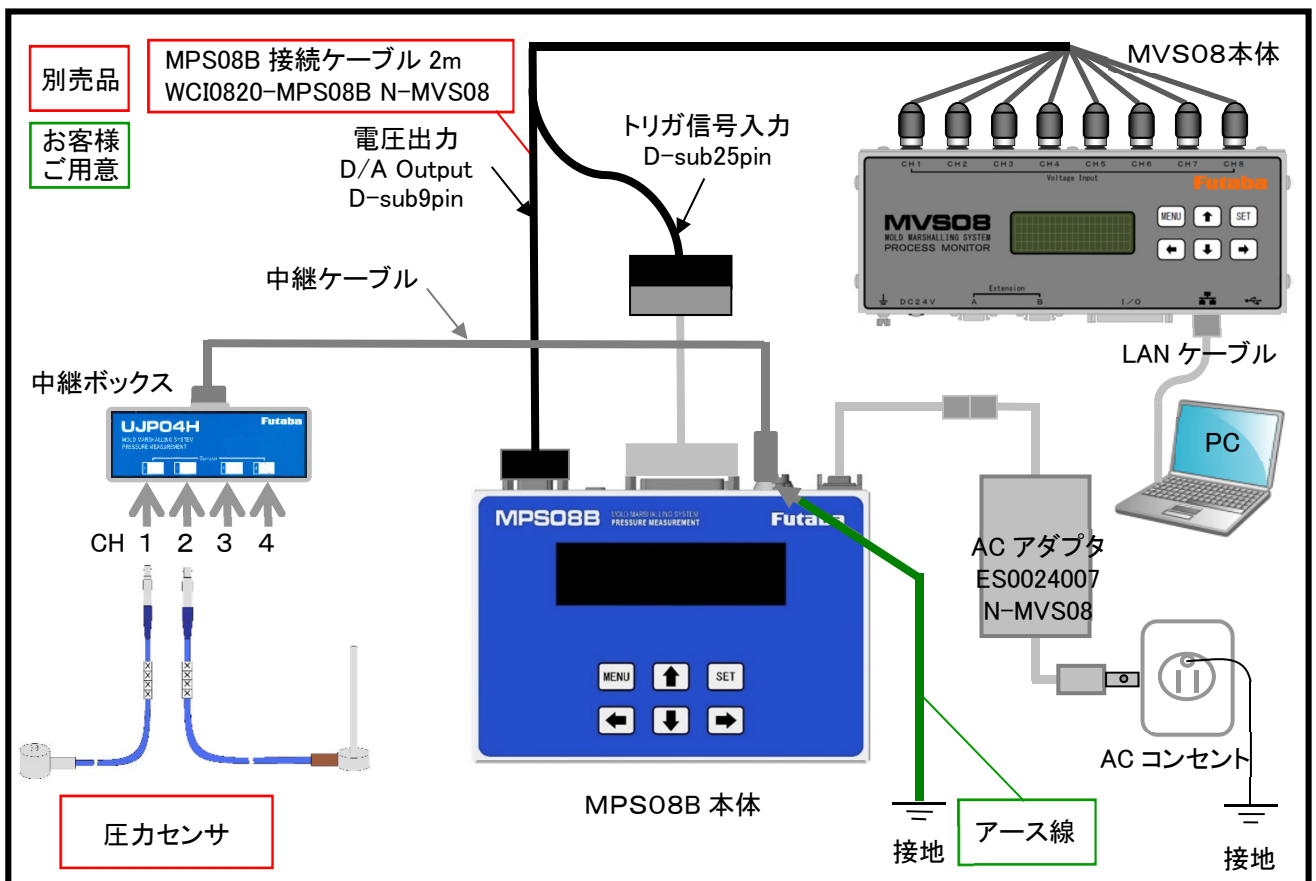 別売品
お客様
ご用意
MPS08B 接続ケーブル 2m
WCI0820-MPS08B N-MVS08
電圧出力
D/A Output
D-sub9pin
トリガ信号入力
D-sub25pin
MVS08本体
CH1 CH2 CH3 CH4 CH5 CH6 CH7 CH8
Voltage Input
Futaba
MVS08
MOLD MARSHALLING SYSTEM
PROCESS MONITOR
MENU SET
Extension
DC24V A B I/O
LAN ケーブル
PC
中継ケーブル
中継ボックス
UJP04H Futaba
MOLD MARSHALLING SYSTEM
PRESSURE MEASUREMENT
CH 1 2 3 4
圧力センサ
MPS08B MOLD MARSHALLING SYSTEM
PRESSURE MEASUREMENT Futaba
MENU SET
MPS08B 本体
AC アダプタ
ES0024007
N-MVS08
AC コンセント
接地
アース線
接地